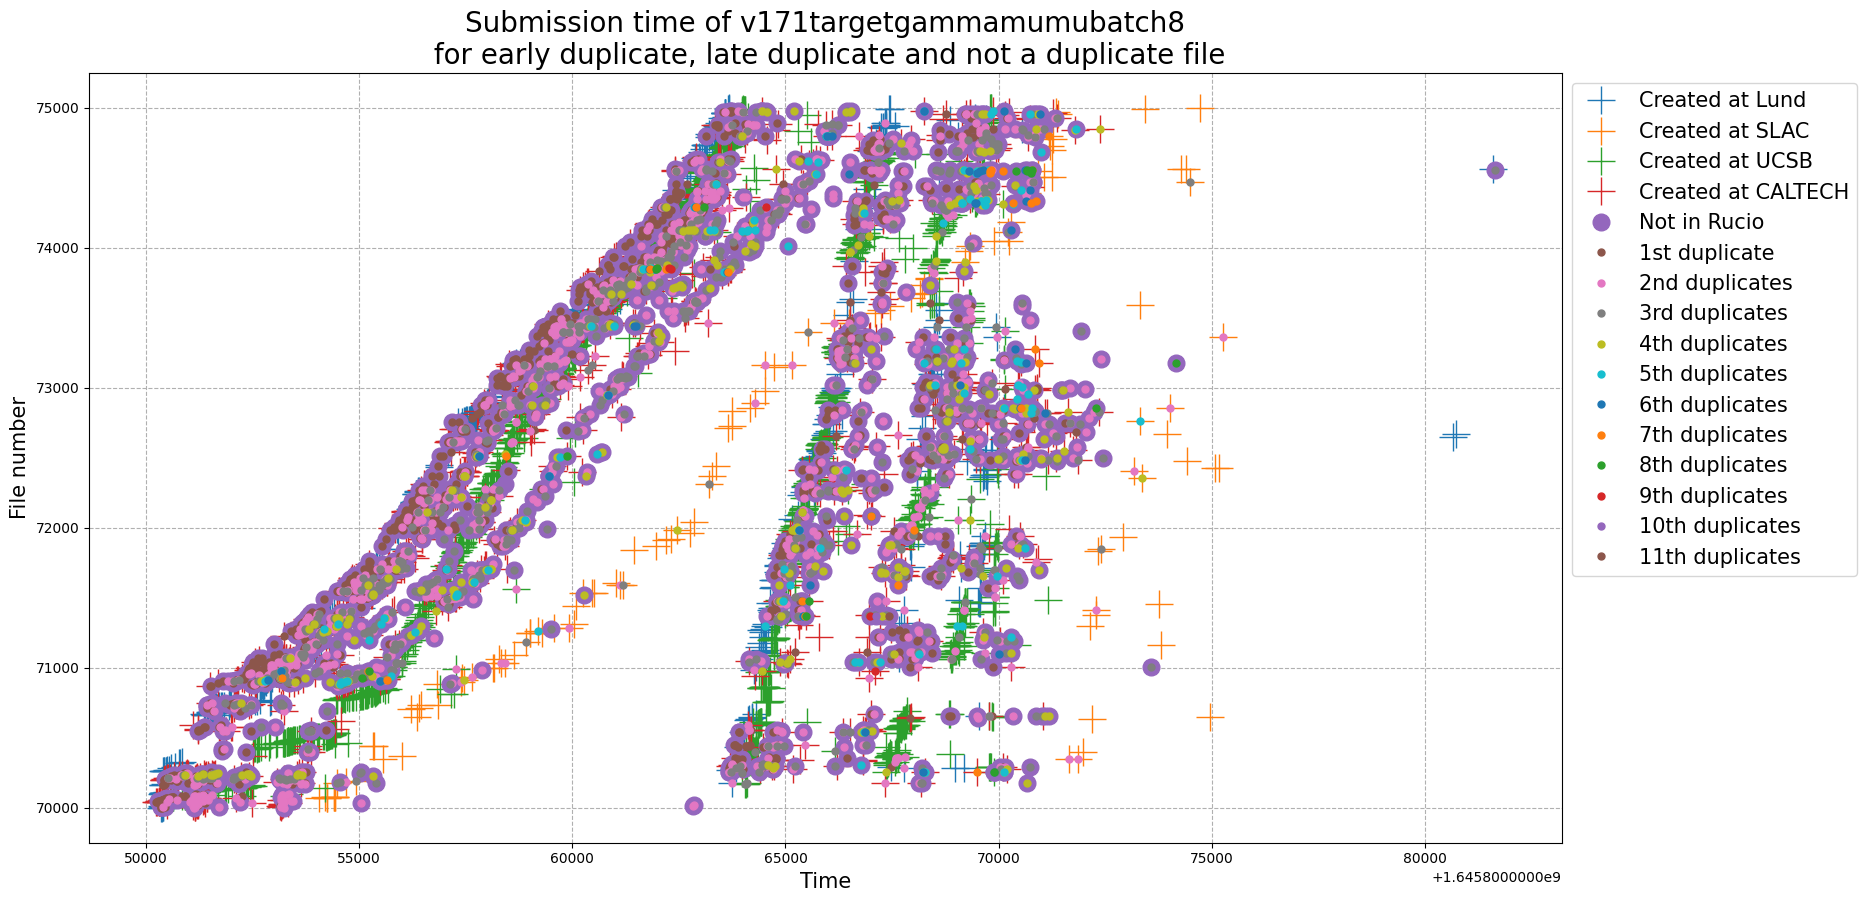 Submission time of v171targetgammamumubatch8
for early duplicate, late duplicate and not a duplicate file
File number
75000
74000
73000
72000
71000
70000
50000
55000
60000
65000
70000
75000
80000
+1.6458000000e9
Time
Created at Lund
Created at SLAC
Created at UCSB
Created at CALTECH
Not in Rucio
1st duplicate
2nd duplicates
3rd duplicates
4th duplicates
5th duplicates
6th duplicates
7th duplicates
8th duplicates
9th duplicates
10th duplicates
11th duplicates